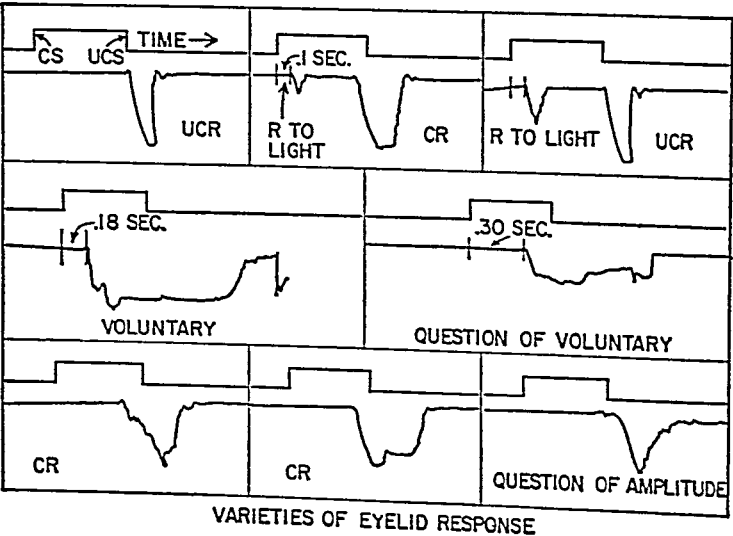 CS UCS TIME→
UCR
.1 SEC.
R TO
LIGHT
CR
R TO LIGHT
UCR
.18 SEC.
VOLUNTARY
.30 SEC.
QUESTION OF VOLUNTARY
CR
CR
QUESTION OF AMPLITUDE
VARIETIES OF EYELID RESPONSE